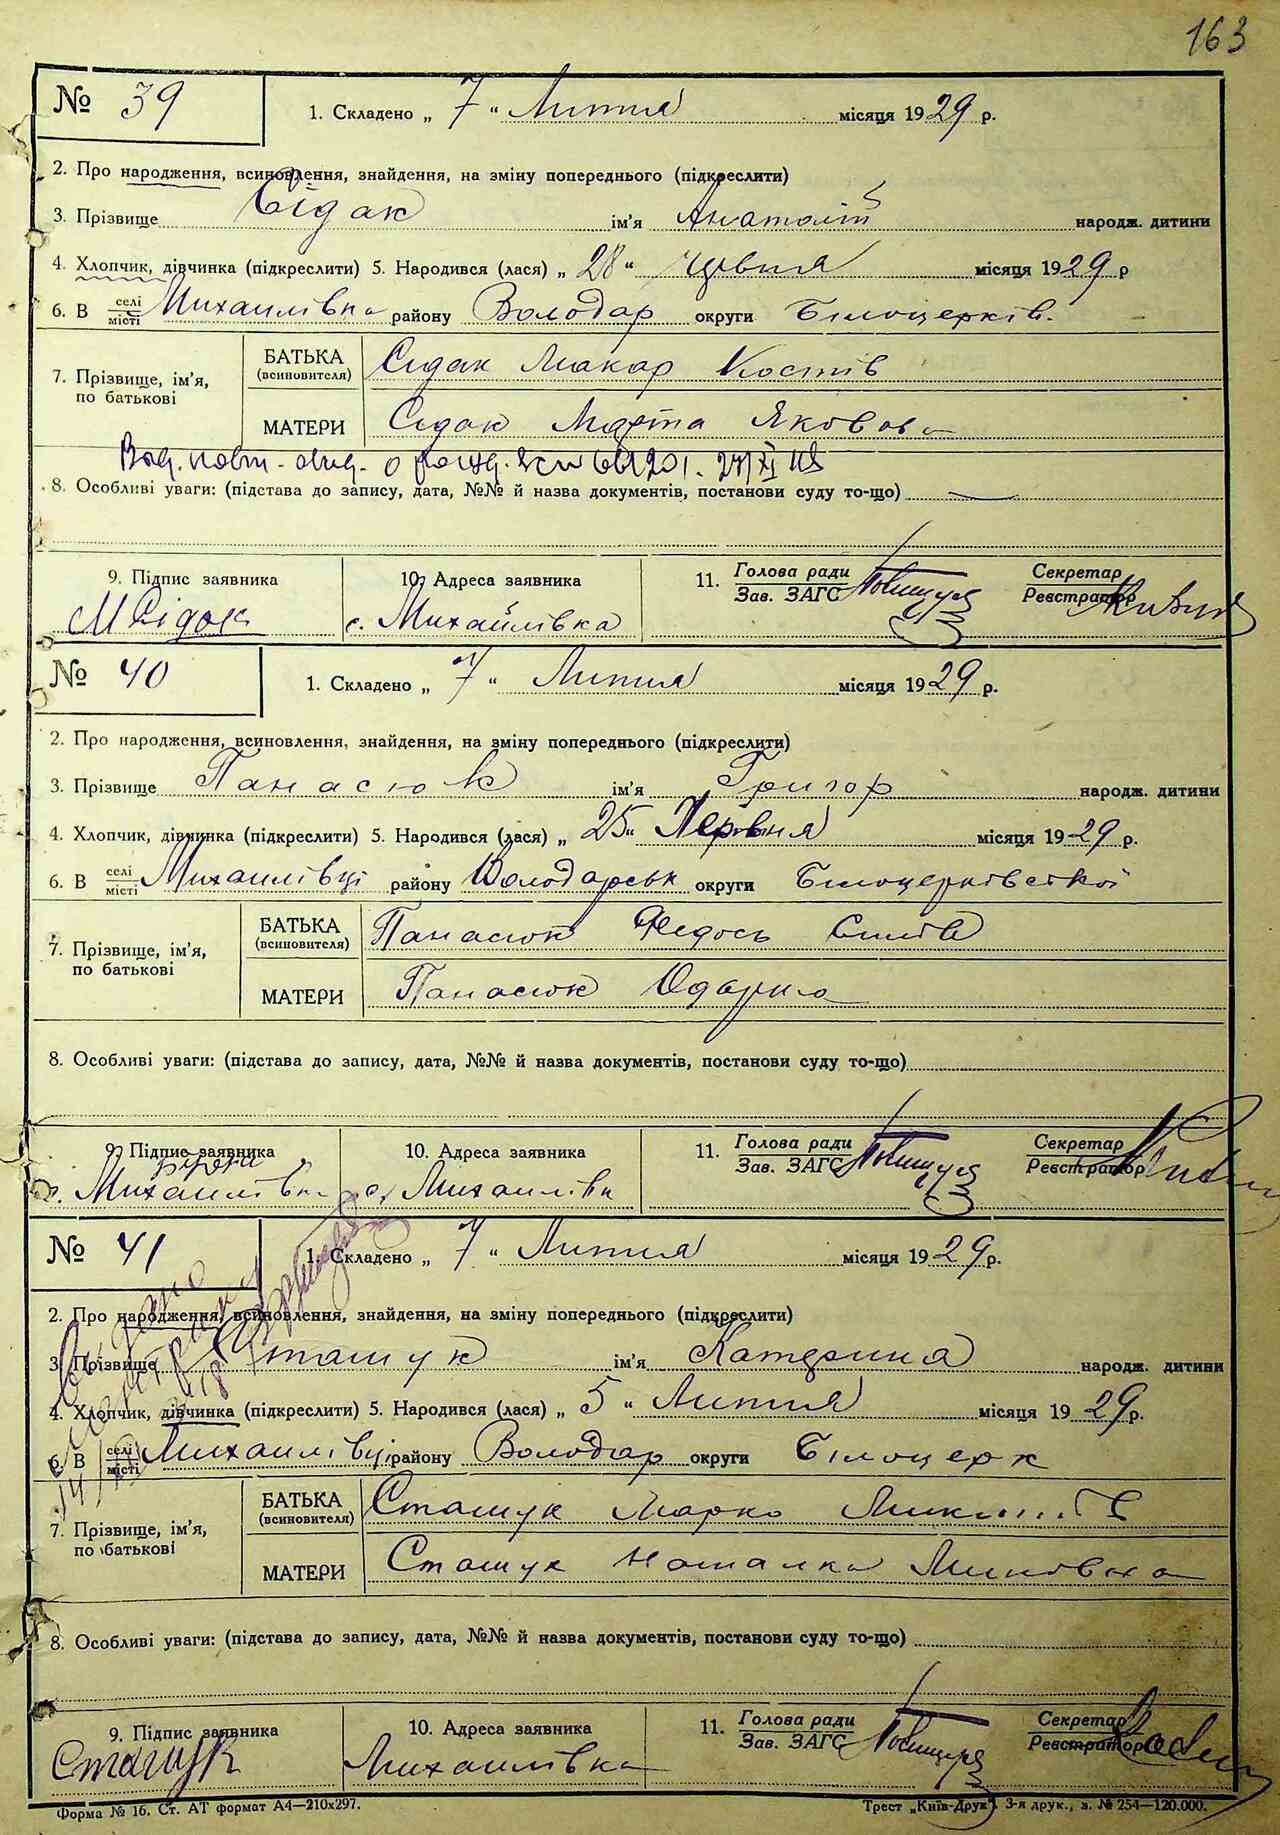 163
№ 39 1. Складено „ 7 “ Липня місяця 1929 р.
2. Про народження, всиновлення, знайдення, на зміну попереднього (підкреслити)
3. Прізвище Сідак ім'я Анатолій народж. дитини
4. Хлопчик, дівчинка (підкреслити) 5. Народився (лася) „ 28 “ Червня місяця 1929 р
6. В селі/місті Михайлівка району Володар округи Білоцерків.
7. Прізвище, ім'я, по батькові
БАТЬКА (всиновителя) Сідак Макар Костів
МАТЕРИ Сідак Марта Яковова
8. Особливі уваги: (підстава до запису, дата, №№ й назва документів, постанови суду то-що) —
9. Підпис заявника 10. Адреса заявника 11. Голова ради Секретар
Зав. ЗАГС Реєстратор
М Сідак с. Михайлівка
№ 40 1. Складено „ 7 “ Липня місяця 1929 р.
2. Про народження, всиновлення, знайдення, на зміну попереднього (підкреслити)
3. Прізвище Панасюк ім'я Григор народж. дитини
4. Хлопчик, дівчинка (підкреслити) 5. Народився (лася) „ 25 “ Червня місяця 1929 р.
6. В селі/місті Михаилівці району Володарськ округи Білоцерківської
7. Прізвище, ім'я, по батькові
БАТЬКА (всиновителя) Панасюк Федось Силів
МАТЕРИ Панасюк Одарка
8. Особливі уваги: (підстава до запису, дата, №№ й назва документів, постанови суду то-що)
9. Підпис заявника 10. Адреса заявника 11. Голова ради Секретар
Зав. ЗАГС Реєстратор
с. Михаилівка с. Михаилівка
№ 41 1. Складено „ 7 “ Липня місяця 1929 р.
2. Про народження, всиновлення, знайдення, на зміну попереднього (підкреслити)
3. Прізвище Сташук ім'я Катерина народж. дитини
4. Хлопчик, дівчинка (підкреслити) 5. Народився (лася) „ 5 “ Липня місяця 1929 р.
6. В селі/місті Михаилівці району Володар округи Білоцерк
7. Прізвище, ім'я, по батькові
БАТЬКА (всиновителя) Сташук Марко
МАТЕРИ Сташук Наталка
8. Особливі уваги: (підстава до запису, дата, №№ й назва документів, постанови суду то-що)
9. Підпис заявника 10. Адреса заявника 11. Голова ради Секретар
Зав. ЗАГС Реєстратор
Сташук Михаилівка
Форма № 16. Ст. АТ формат А4—210х297. Трест „Київ-Друк“. 3-я друк., з. № 254—120.000.